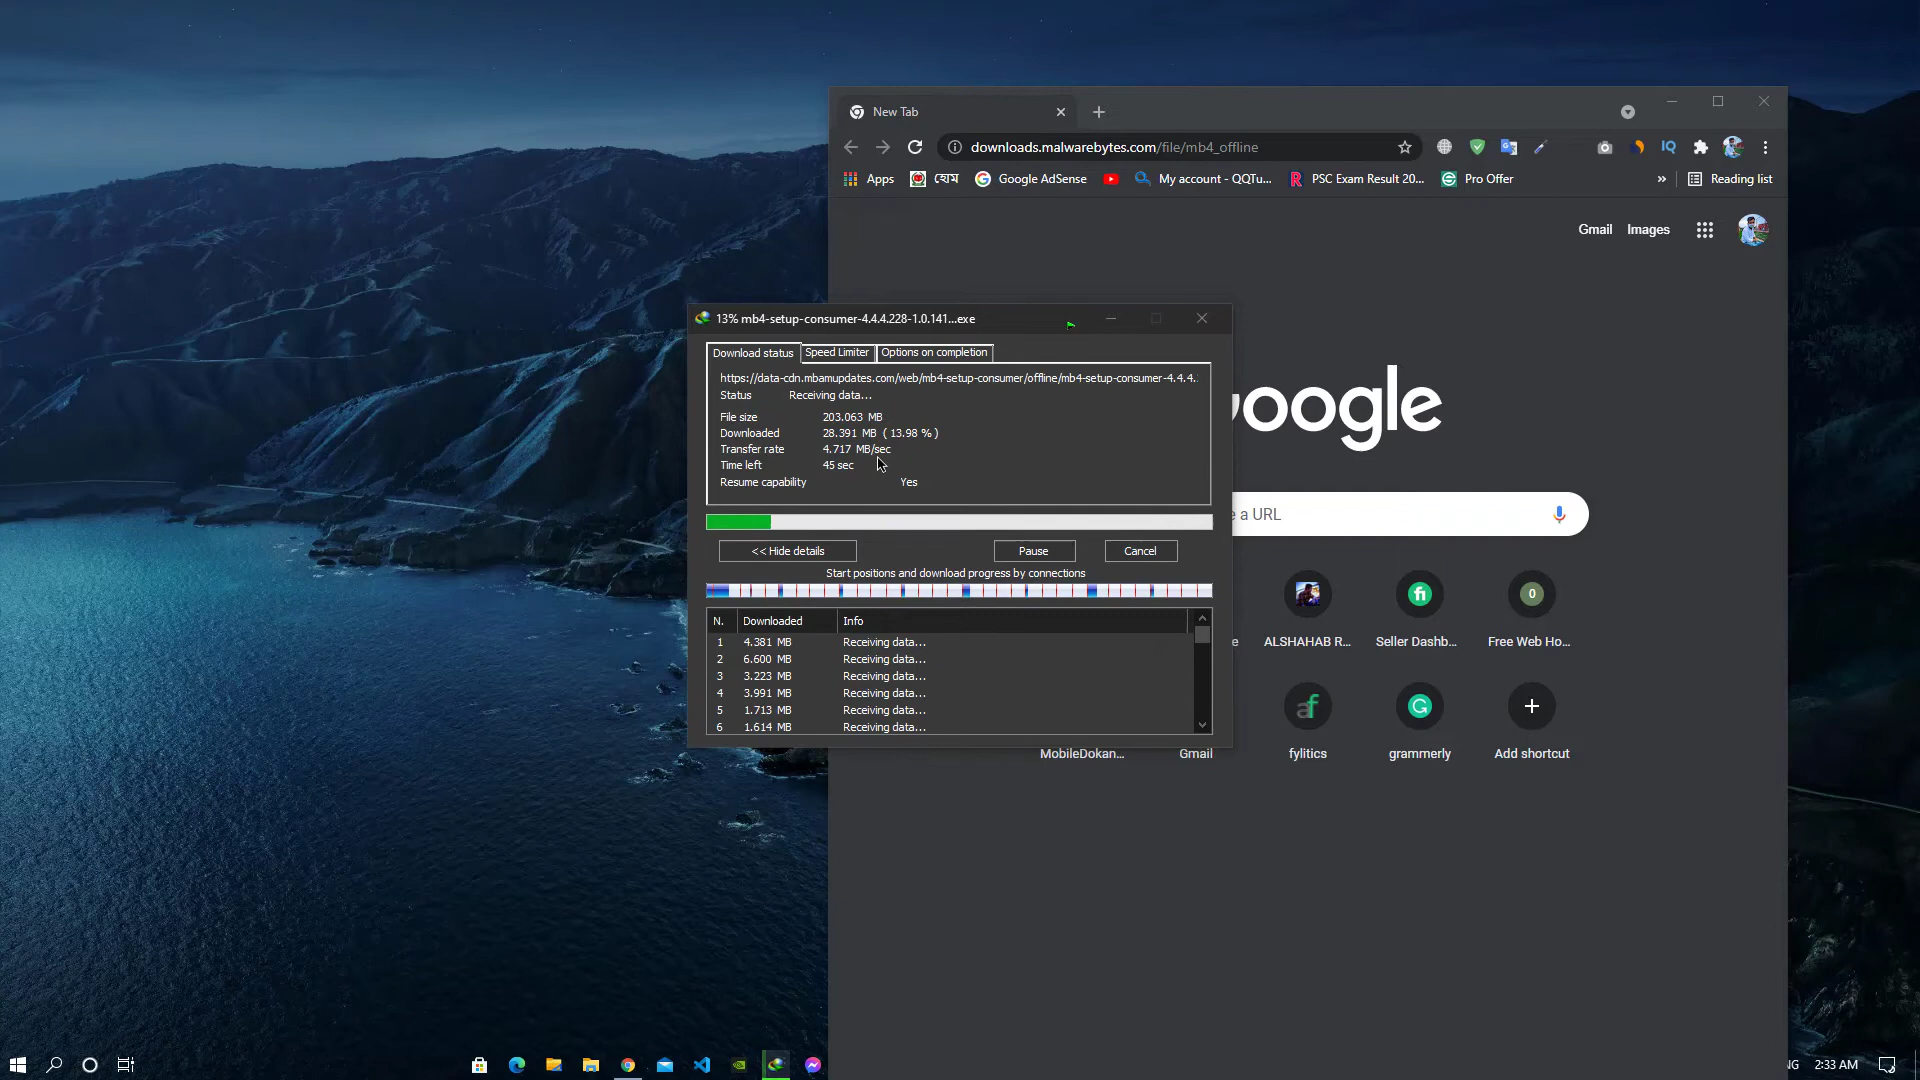 New Tab
downloads.malwarebytes.com/file/mb4_offline
Apps হোম Google AdSense My account - QQTu... PSC Exam Result 20... Pro Offer » Reading list
Gmail Images
13% mb4-setup-consumer-4.4.4.228-1.0.141...exe
Download status Speed Limiter Options on completion
https://data-cdn.mbamupdates.com/web/mb4-setup-consumer/offline/mb4-setup-consumer-4.4.4.
Status Receiving data...
File size 203.063 MB
Downloaded 28.391 MB ( 13.98 % )
Transfer rate 4.717 MB/sec
Time left 45 sec
Resume capability Yes
<< Hide details Pause Cancel
Start positions and download progress by connections
N. Downloaded Info
1 4.381 MB Receiving data...
2 6.600 MB Receiving data...
3 3.223 MB Receiving data...
4 3.991 MB Receiving data...
5 1.713 MB Receiving data...
6 1.614 MB Receiving data...
oogle
e a URL
0
e ALSHAHAB R... Seller Dashb... Free Web Ho...
MobileDokan... Gmail fylitics grammerly Add shortcut
NG 2:33 AM